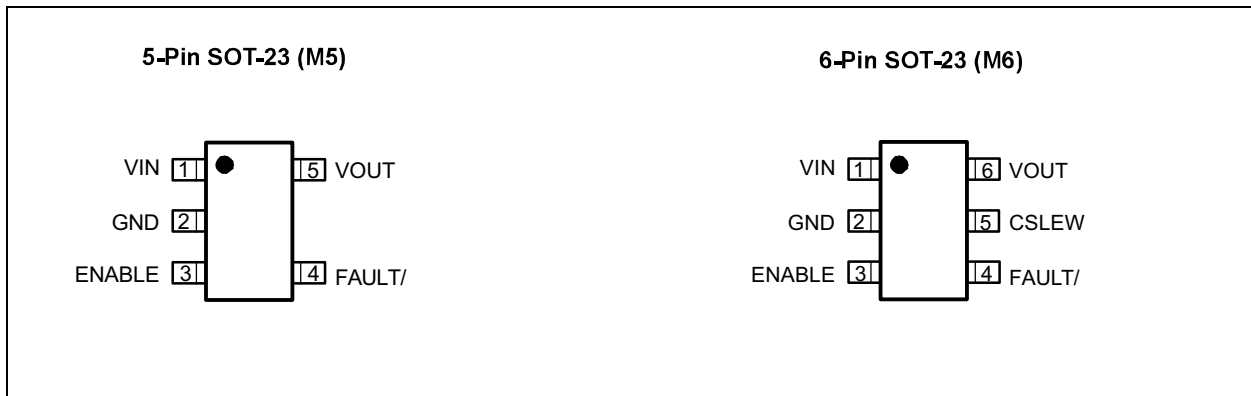 5-Pin SOT-23 (M5)
VIN 1 5 VOUT
GND 2
ENABLE 3 4 FAULT/
6-Pin SOT-23 (M6)
VIN 1 6 VOUT
GND 2 5 CSLEW
ENABLE 3 4 FAULT/